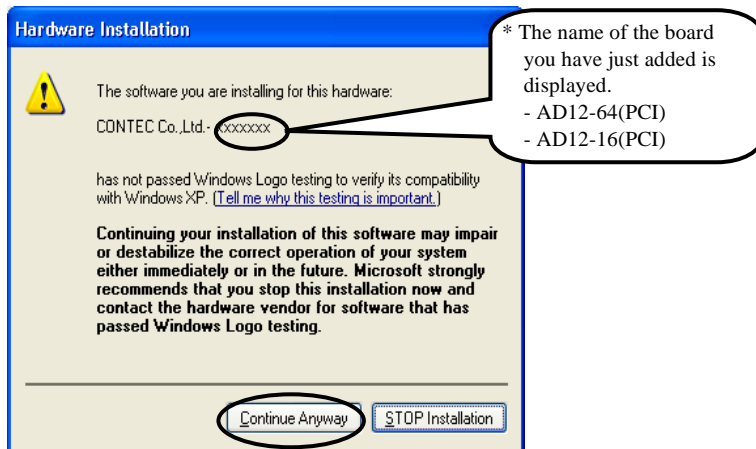 Hardware Installation
* The name of the board
you have just added is
displayed.
- AD12-64(PCI)
- AD12-16(PCI)
The software you are installing for this hardware:
CONTEC Co.,Ltd.- xxxxxxx
has not passed Windows Logo testing to verify its compatibility
with Windows XP. (Tell me why this testing is important.)
Continuing your installation of this software may impair
or destabilize the correct operation of your system
either immediately or in the future. Microsoft strongly
recommends that you stop this installation now and
contact the hardware vendor for software that has
passed Windows Logo testing.
Continue Anyway
STOP Installation